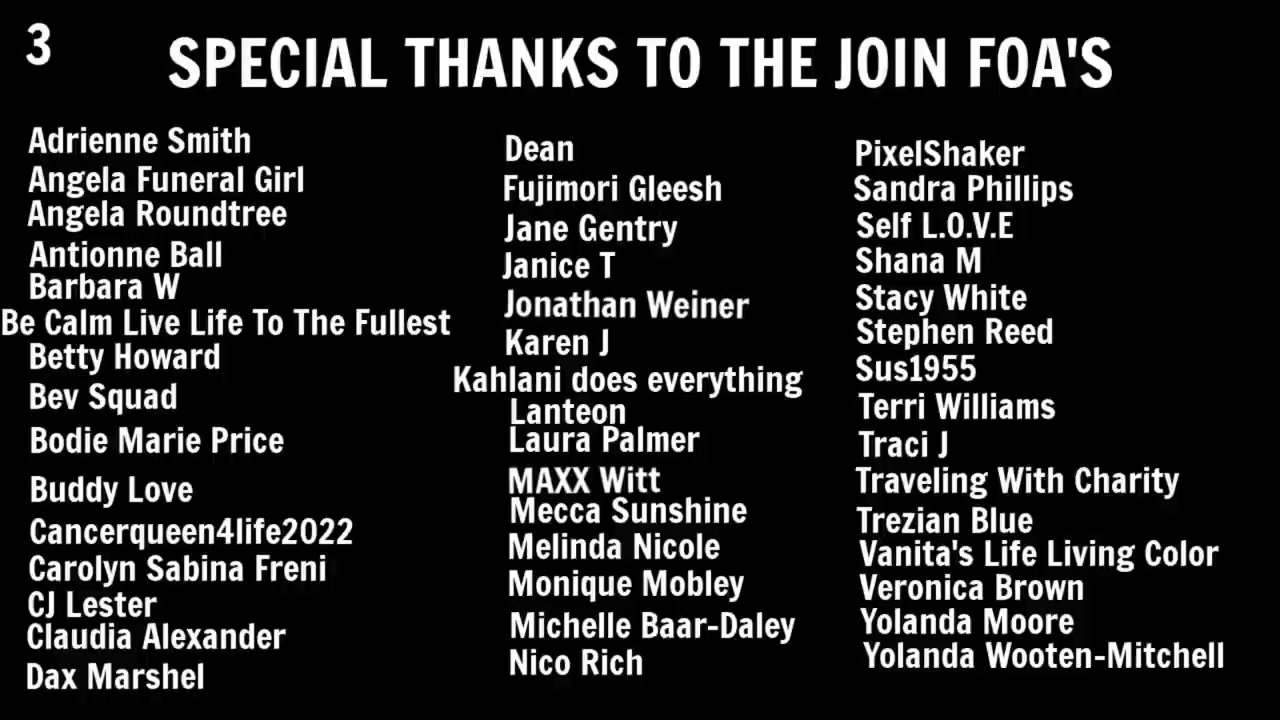 3
SPECIAL THANKS TO THE JOIN FOA'S
Adrienne Smith
Angela Funeral Girl
Angela Roundtree
Antionne Ball
Barbara W
Be Calm Live Life To The Fullest
Betty Howard
Bev Squad
Bodie Marie Price
Buddy Love
Cancerqueen4life2022
Carolyn Sabina Freni
CJ Lester
Claudia Alexander
Dax Marshel
Dean
Fujimori Gleesh
Jane Gentry
Janice T
Jonathan Weiner
Karen J
Kahlani does everything
Lanteon
Laura Palmer
MAXX Witt
Mecca Sunshine
Melinda Nicole
Monique Mobley
Michelle Baar-Daley
Nico Rich
PixelShaker
Sandra Phillips
Self L.O.V.E
Shana M
Stacy White
Stephen Reed
Sus1955
Terri Williams
Traci J
Traveling With Charity
Trezian Blue
Vanita's Life Living Color
Veronica Brown
Yolanda Moore
Yolanda Wooten-Mitchell